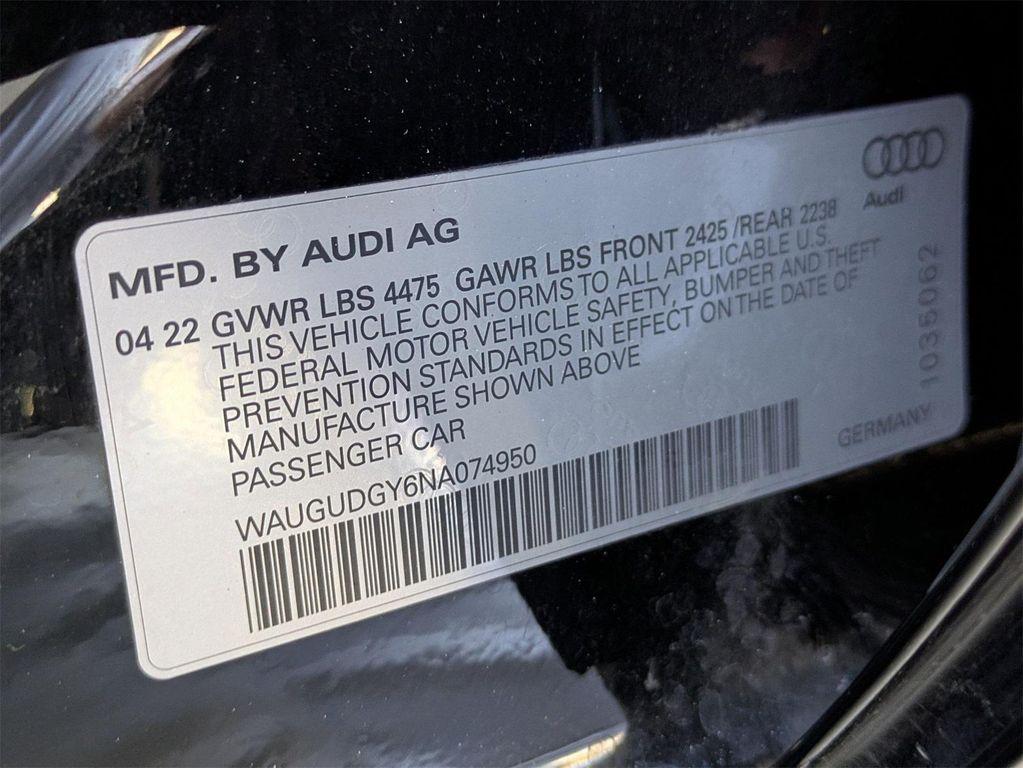 Audi
MFD. BY AUDI AG
04 22 GVWR LBS 4475 GAWR LBS FRONT 2425 /REAR 2238
THIS VEHICLE CONFORMS TO ALL APPLICABLE U.S.
FEDERAL MOTOR VEHICLE SAFETY, BUMPER AND THEFT
PREVENTION STANDARDS IN EFFECT ON THE DATE OF
MANUFACTURE SHOWN ABOVE
PASSENGER CAR
WAUGUDGY6NA074950
GERMANY
1035062